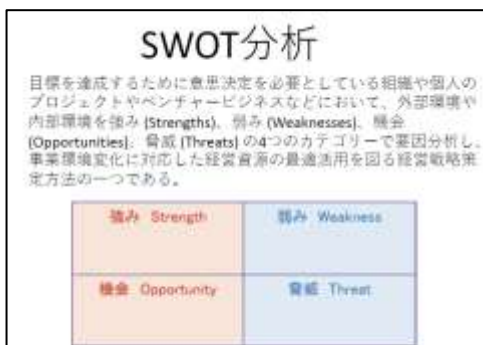 SWOT分析
目標を達成するために意思決定を必要としている組織や個人の
プロジェクトやベンチャービジネスなどにおいて、外部環境や
内部環境を強み (Strengths)、弱み (Weaknesses)、機会
(Opportunities)、脅威 (Threats) の4つのカテゴリーで要因分析し、
事業環境変化に対応した経営資源の最適活用を図る経営戦略策
定方法の一つである。
強み Strength
弱み Weakness
機会 Opportunity
脅威 Threat